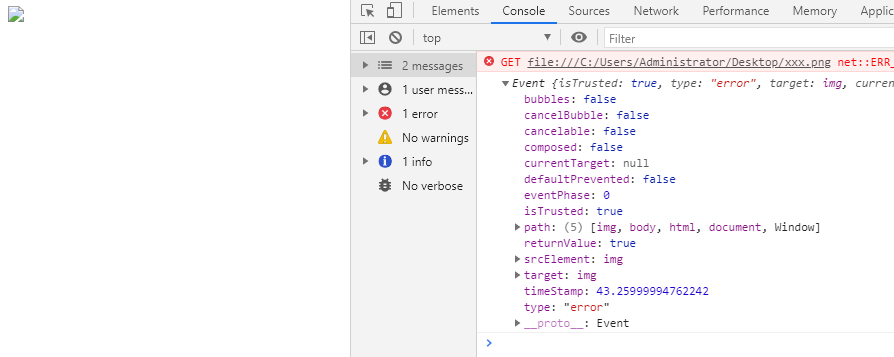 Elements Console Sources Network Performance Memory Applic
top Filter
2 messages
1 user mess...
1 error
No warnings
1 info
No verbose
GET file:///C:/Users/Administrator/Desktop/xxx.png net::ERR_
Event {isTrusted: true, type: "error", target: img, curren
bubbles: false
cancelBubble: false
cancelable: false
composed: false
currentTarget: null
defaultPrevented: false
eventPhase: 0
isTrusted: true
path: (5) [img, body, html, document, Window]
returnValue: true
srcElement: img
target: img
timeStamp: 43.25999994762242
type: "error"
__proto__: Event